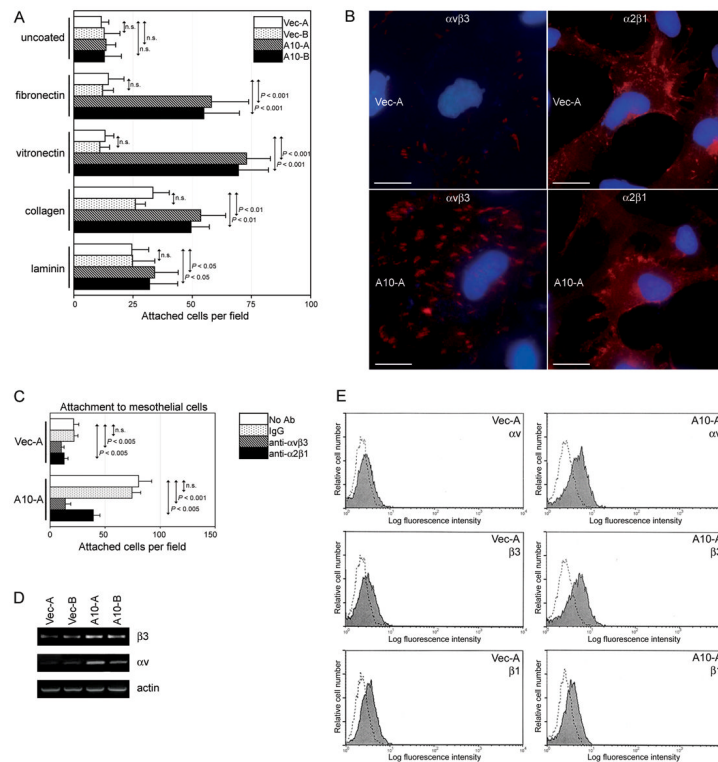 A
Vec-A
Vec-B
A10-A
A10-B
uncoated
n.s.
n.s.
n.s.
fibronectin
n.s.
P < 0.001
P < 0.001
vitronectin
n.s.
P < 0.001
P < 0.001
collagen
n.s.
P < 0.01
P < 0.01
laminin
n.s.
P < 0.05
P < 0.05
0 25 50 75 100
Attached cells per field
B
αvβ3
α2β1
Vec-A
Vec-A
αvβ3
α2β1
A10-A
A10-A
C
Attachment to mesothelial cells
No Ab
IgG
anti-αvβ3
anti-α2β1
Vec-A
n.s.
P < 0.005
P < 0.005
A10-A
n.s.
P < 0.001
P < 0.005
0 50 100 150
Attached cells per field
D
Vec-A
Vec-B
A10-A
A10-B
β3
αv
actin
E
Relative cell number
Vec-A
αv
Log fluorescence intensity
Relative cell number
A10-A
αv
Log fluorescence intensity
Relative cell number
Vec-A
β3
Log fluorescence intensity
Relative cell number
A10-A
β3
Log fluorescence intensity
Relative cell number
Vec-A
β1
Log fluorescence intensity
Relative cell number
A10-A
β1
Log fluorescence intensity